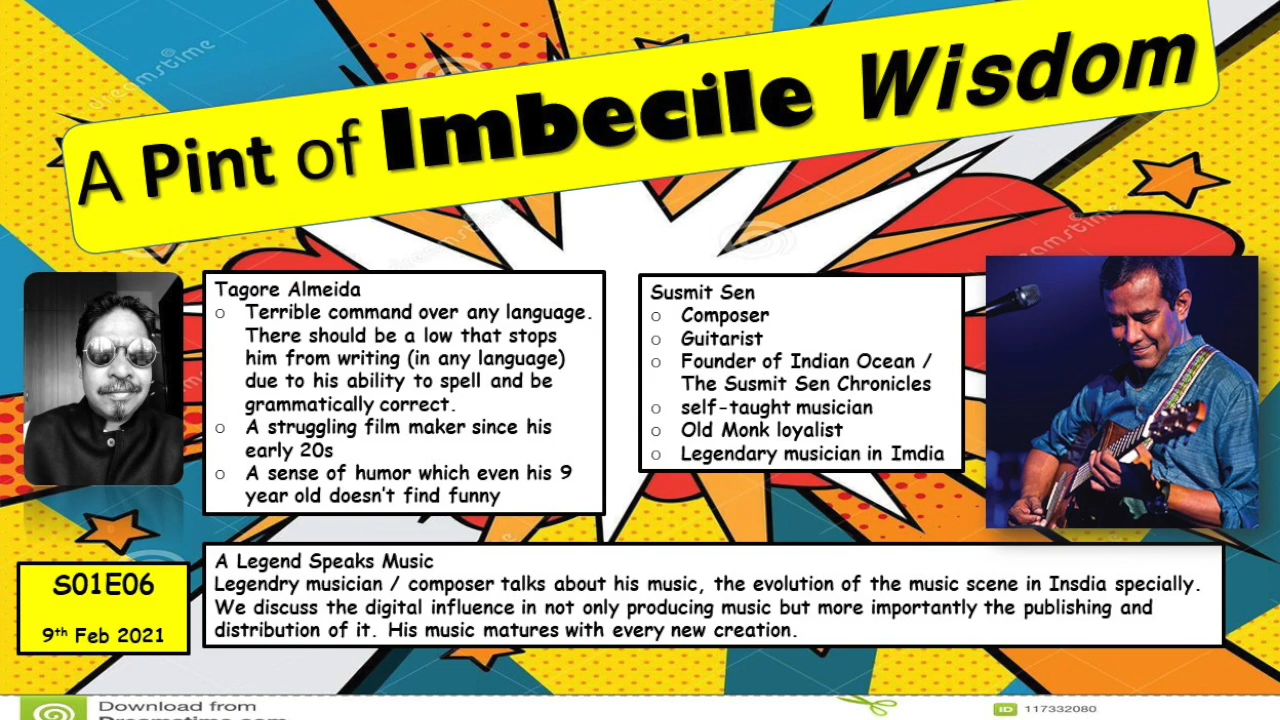 A Pint of Imbecile Wisdom
Tagore Almeida
o Terrible command over any language.
There should be a low that stops
him from writing (in any language)
due to his ability to spell and be
grammatically correct.
o A struggling film maker since his
early 20s
o A sense of humor which even his 9
year old doesn't find funny
Susmit Sen
o Composer
o Guitarist
o Founder of Indian Ocean /
The Susmit Sen Chronicles
o self-taught musician
o Old Monk loyalist
o Legendary musician in Imdia
S01E06
9th Feb 2021
A Legend Speaks Music
Legendry musician / composer talks about his music, the evolution of the music scene in Insdia specially.
We discuss the digital influence in not only producing music but more importantly the publishing and
distribution of it. His music matures with every new creation.
dreamstime
dreamstime
Download from
Dreamstime.com
ID 117332080